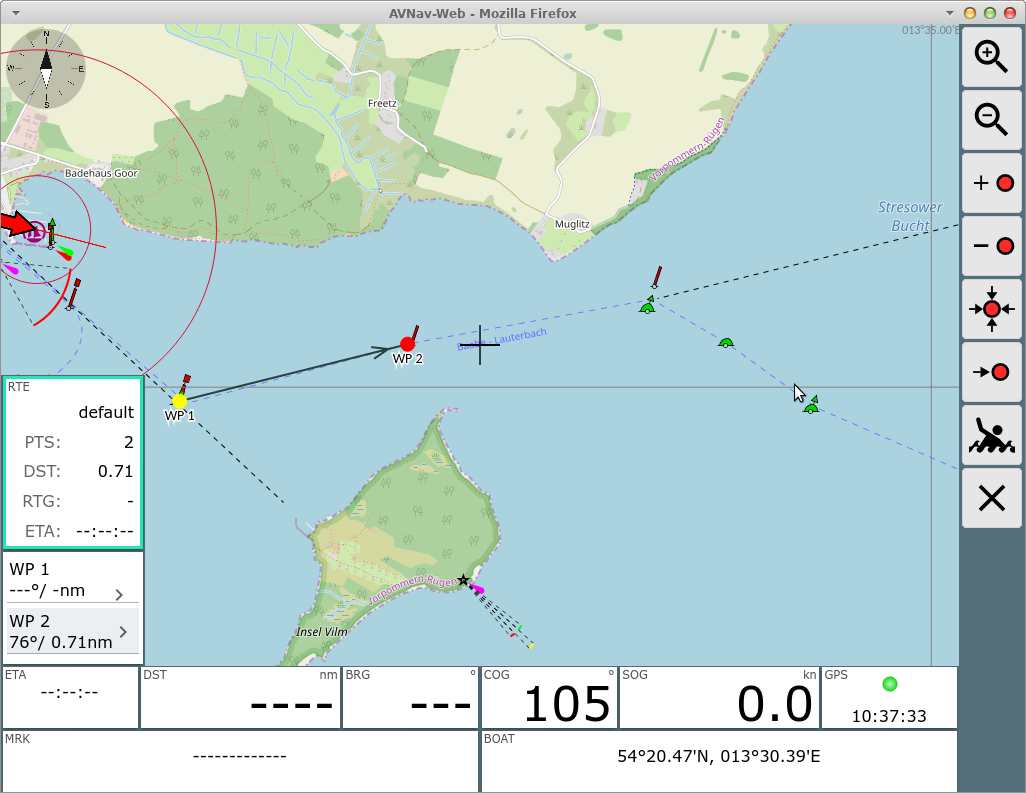 AVNav-Web - Mozilla Firefox
013°35.00'E
N
W
E
S
Freetz
Badehaus Goor
Vorpommern-Rügen
Muglitz
Stresower
Bucht
Baabe - Lauterbach
WP 2
WP 1
Vorpommern-Rügen
Insel Vilm
RTE
default
PTS: 2
DST: 0.71
RTG: -
ETA: --:--:--
WP 1
---°/ -nm
WP 2
76°/ 0.71nm
ETA
--:--:--
DST nm
----
BRG °
---
COG °
105
SOG kn
0.0
GPS
10:37:33
MRK
-------------
BOAT
54°20.47'N, 013°30.39'E